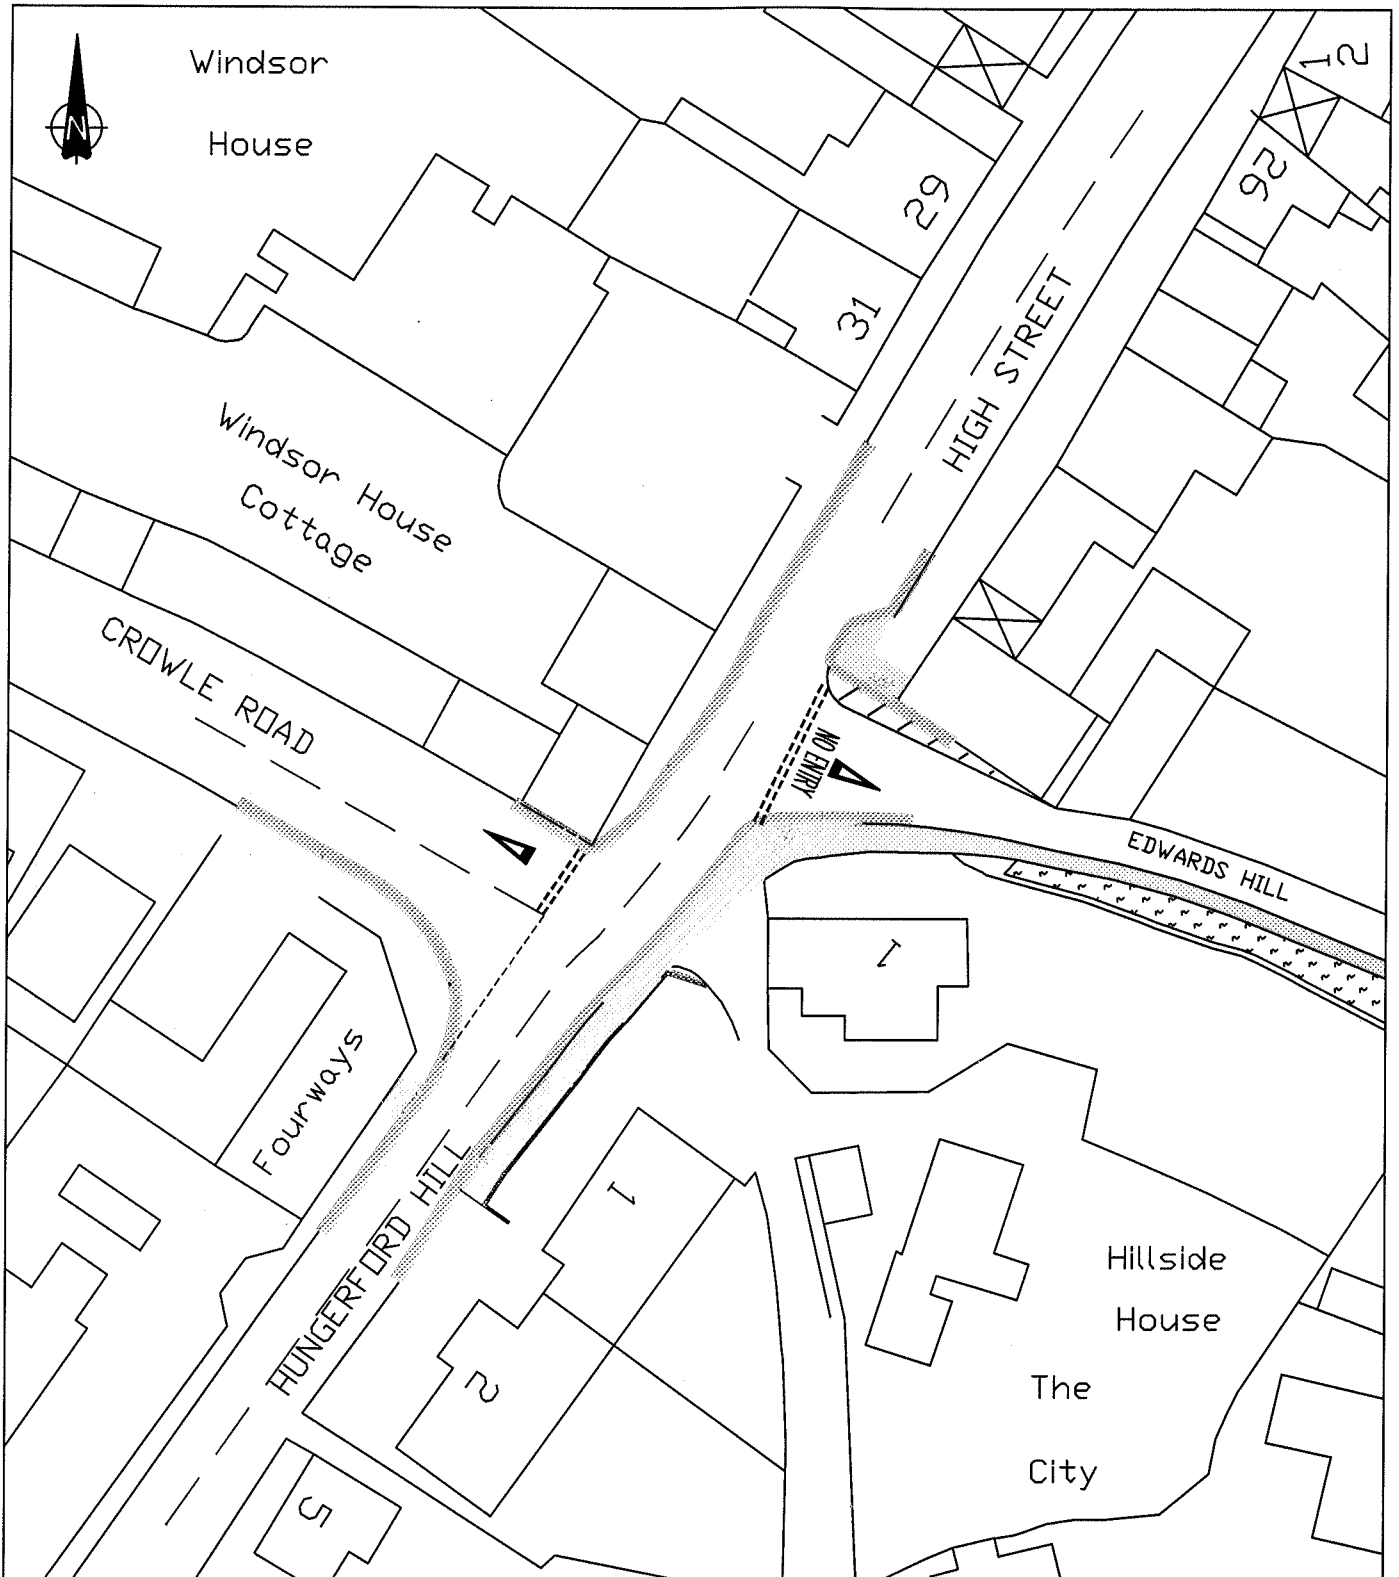 Windsor
House
N
1
2
92
29
31
HIGH STREET
Windsor House
Cottage
CROWLE ROAD
NO ENTRY
EDWARDS HILL
1
Fourways
HUNGERFORD HILL
1
2
5
Hillside
House
The
City